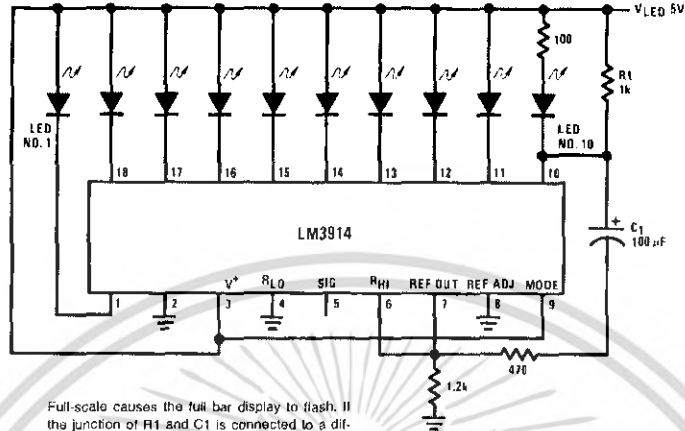 V_LED 5V
100
R1
1k
LED
NO. 1
LED
NO. 10
18 17 16 15 14 13 12 11 10
C1
100 µF
LM3914
V+ RLO SIG RHI REF OUT REF ADJ MODE
1 2 3 4 5 6 7 8 9
470
1.2k
Full-scale causes the full bar display to flash. If
the junction of R1 and C1 is connected to a dif-